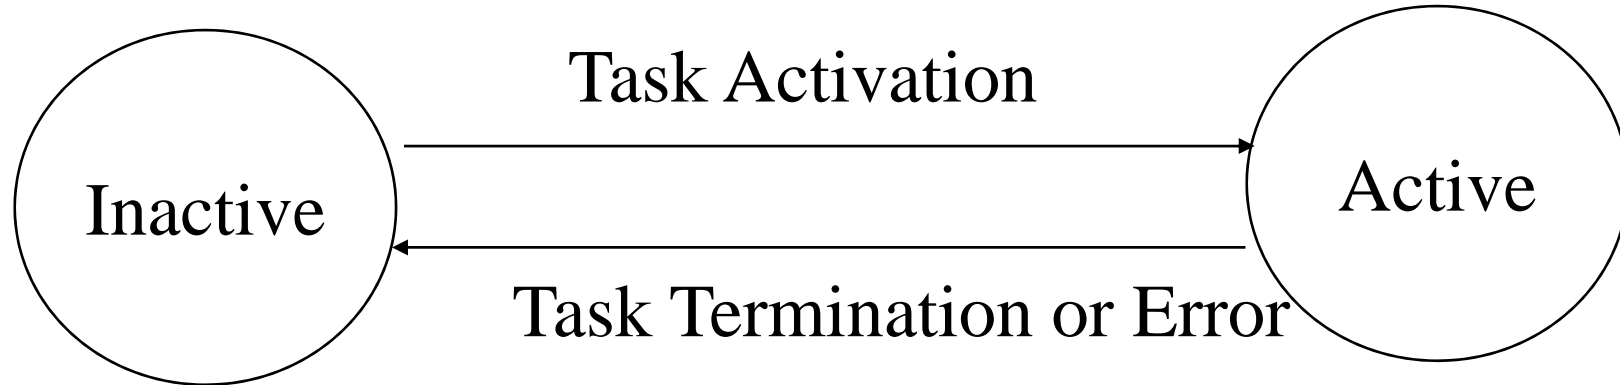 Task Activation
Inactive
Active
Task Termination or Error